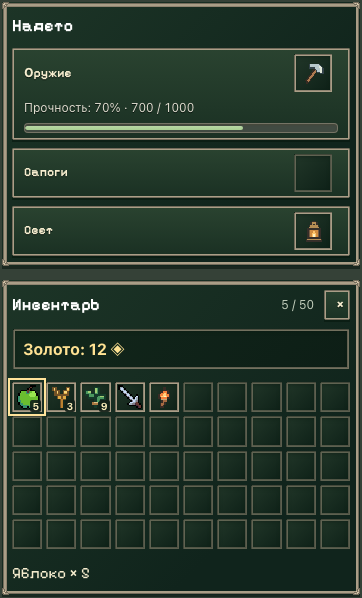 Надето
Оружие
Прочность: 70% · 700 / 1000
Сапоги
Свет
Инвентарь
5 / 50
×
Золото: 12 ◈
5
3
9
Яблоко × 5